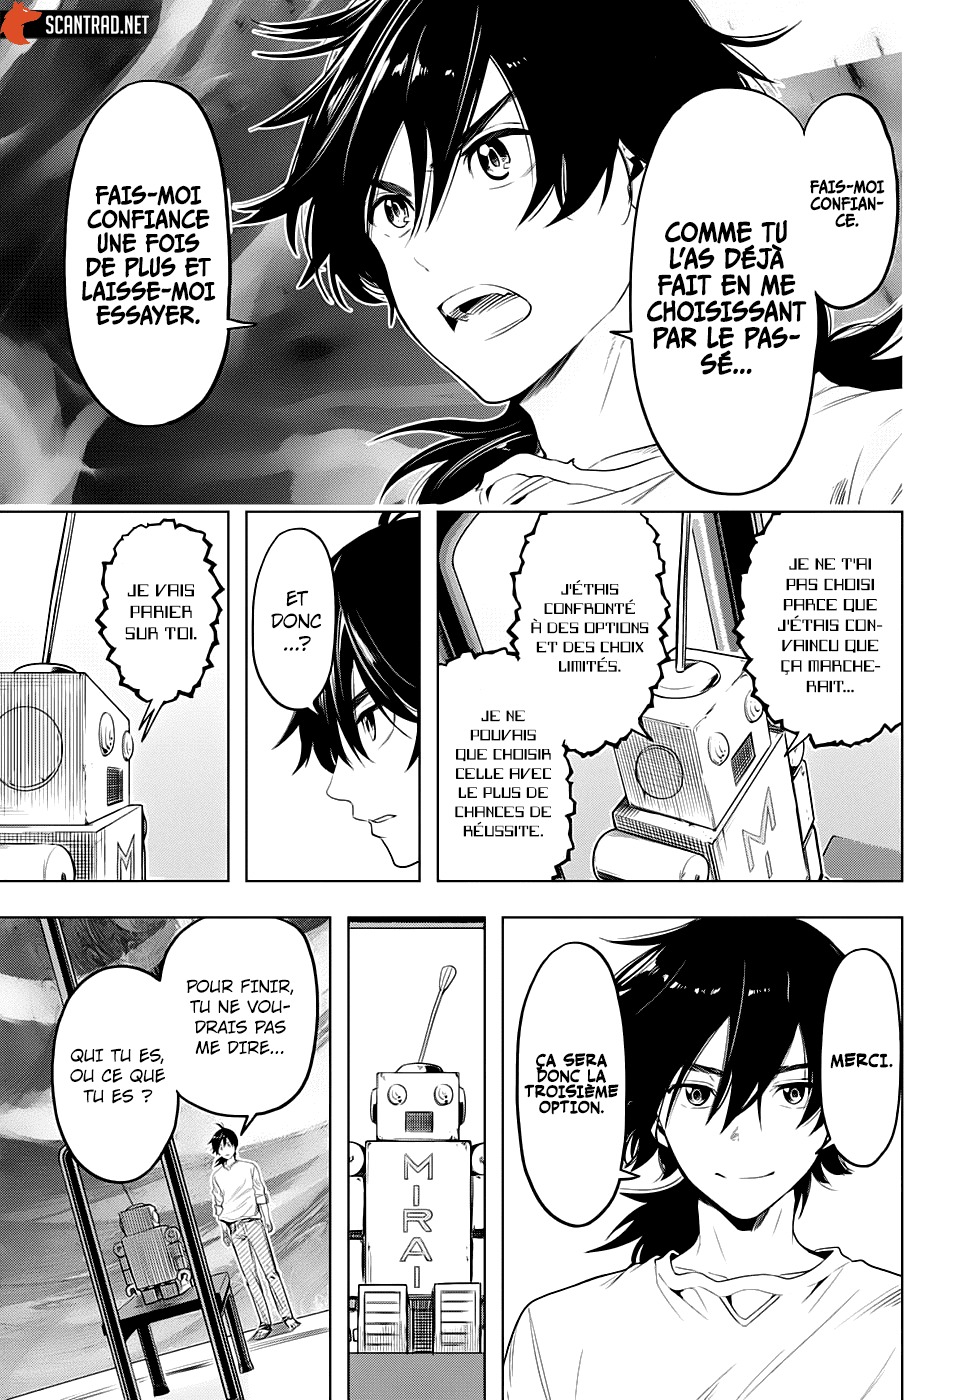 SCANTRAD.NET
FAIS-MOI
CONFIAN-
CE.
COMME TU
L'AS DÉJÀ
FAIT EN ME
CHOISISSANT
PAR LE PAS-
SÉ...
FAIS-MOI
CONFIANCE
UNE FOIS
DE PLUS ET
LAISSE-MOI
ESSAYER.
JE NE T'AI
PAS CHOISI
PARCE QUE
J'ÉTAIS CON-
VAINCU QUE
ÇA MARCHE-
RAIT...
J'ÉTAIS
CONFRONTÉ
À DES OPTIONS
ET DES CHOIX
LIMITÉS.
JE NE
POUVAIS
QUE CHOISIR
CELLE AVEC
LE PLUS DE
CHANCES DE
RÉUSSITE.
M
ET
DONC
...?
JE VAIS
PARIER
SUR TOI.
M
MERCI.
ÇA SERA
DONC LA
TROISIÈME
OPTION.
MIRAI
POUR FINIR,
TU NE VOU-
DRAIS PAS
ME DIRE...
QUI TU ES,
OU CE QUE
TU ES ?